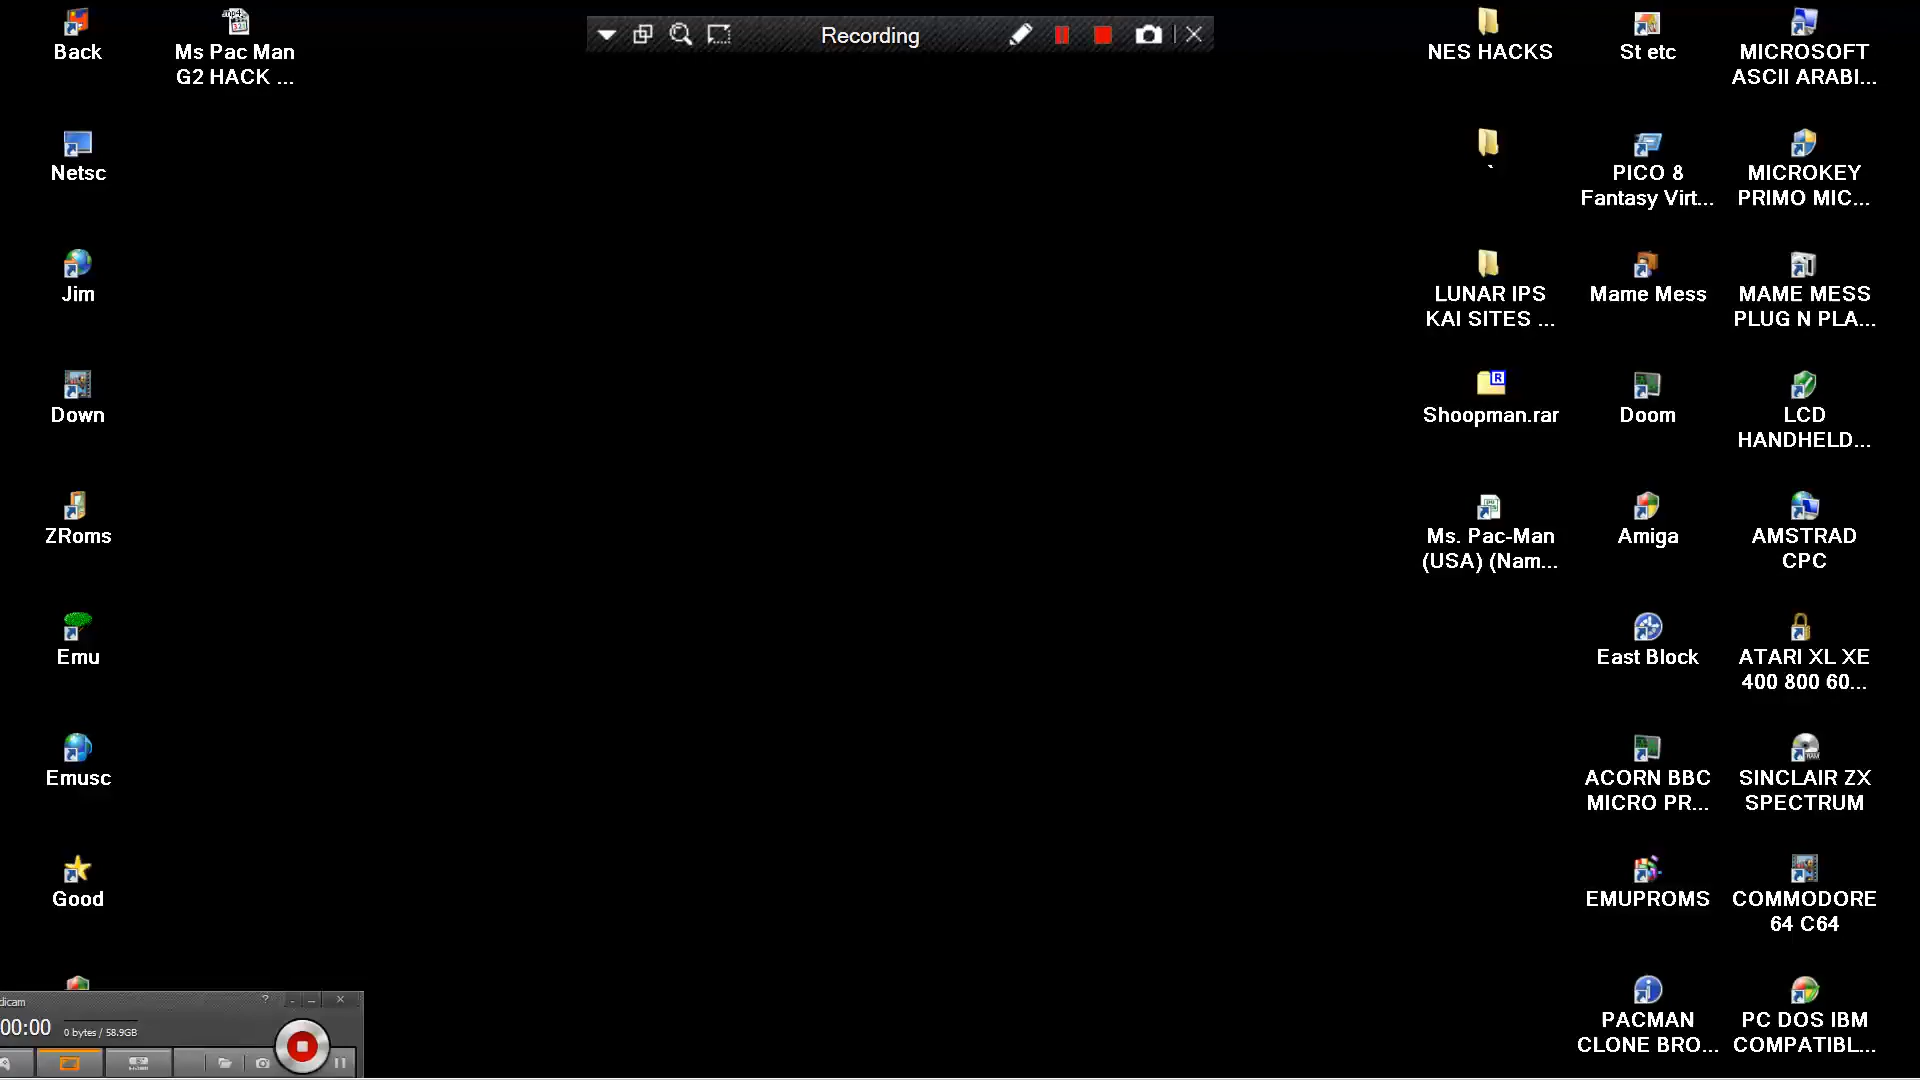 Back
Ms Pac Man
G2 HACK ...
Recording
NES HACKS
St etc
MICROSOFT
ASCII ARABI...
Netsc
`
PICO 8
Fantasy Virt...
MICROKEY
PRIMO MIC...
Jim
LUNAR IPS
KAI SITES ...
Mame Mess
MAME MESS
PLUG N PLA...
Down
Shoopman.rar
Doom
LCD
HANDHELD...
ZRoms
Ms. Pac-Man
(USA) (Nam...
Amiga
AMSTRAD
CPC
Emu
East Block
ATARI XL XE
400 800 60...
Emusc
ACORN BBC
MICRO PR...
SINCLAIR ZX
SPECTRUM
Good
EMUPROMS
COMMODORE
64 C64
PACMAN
CLONE BRO...
PC DOS IBM
COMPATIBL...
dicam
00:00
0 bytes / 58.9GB